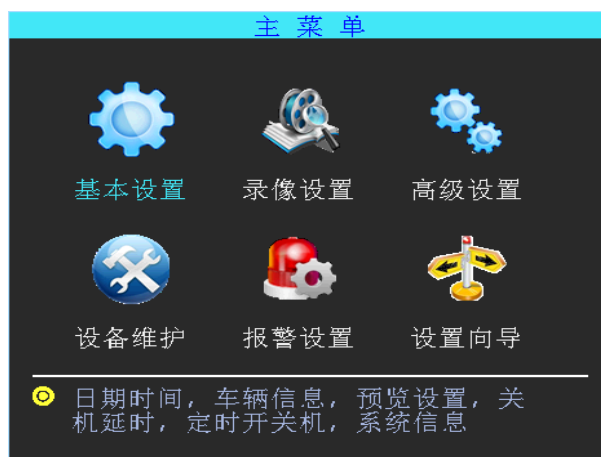 主菜单
基本设置 录像设置 高级设置
设备维护 报警设置 设置向导
日期时间, 车辆信息, 预览设置, 关
机延时, 定时开关机, 系统信息